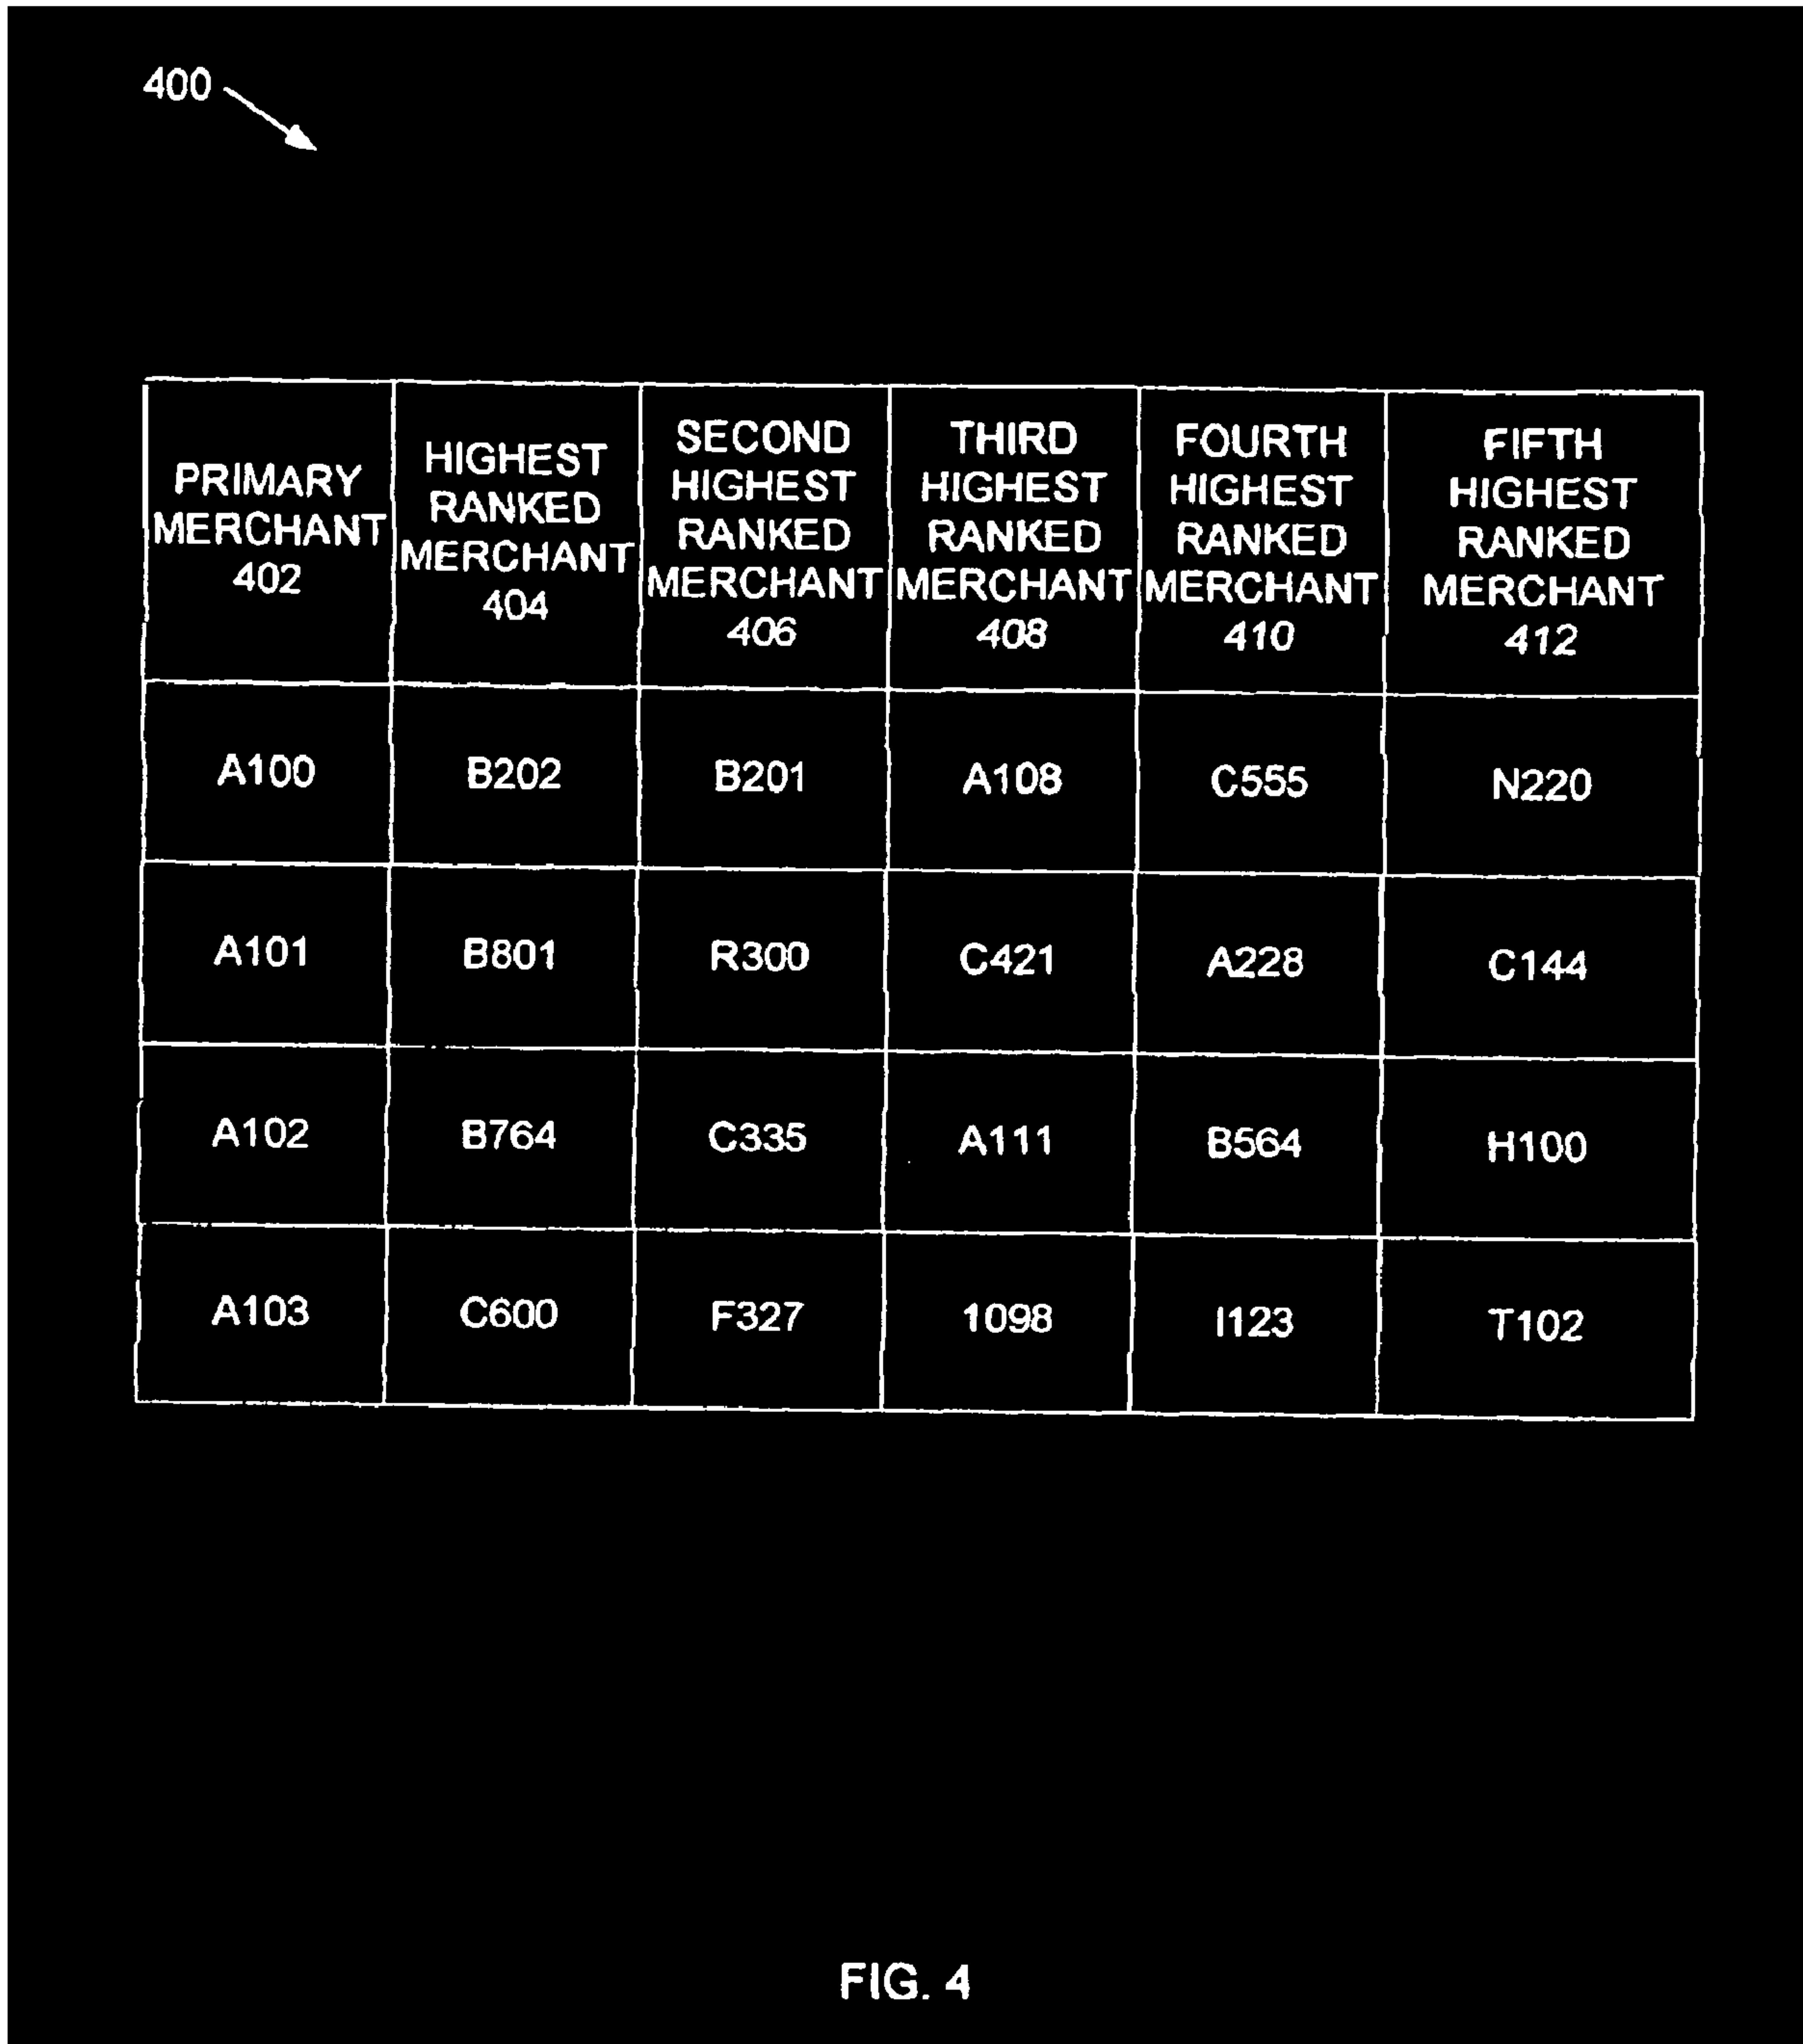 400
PRIMARY
MERCHANT
402
HIGHEST
RANKED
MERCHANT
404
SECOND
HIGHEST
RANKED
MERCHANT
406
THIRD
HIGHEST
RANKED
MERCHANT
408
FOURTH
HIGHEST
RANKED
MERCHANT
410
FIFTH
HIGHEST
RANKED
MERCHANT
412
A100 B202 B201 A108 C555 N220
A101 B801 R300 C421 A228 C144
A102 B764 C335 A111 B564 H100
A103 C600 F327 1098 I123 T102
FIG. 4